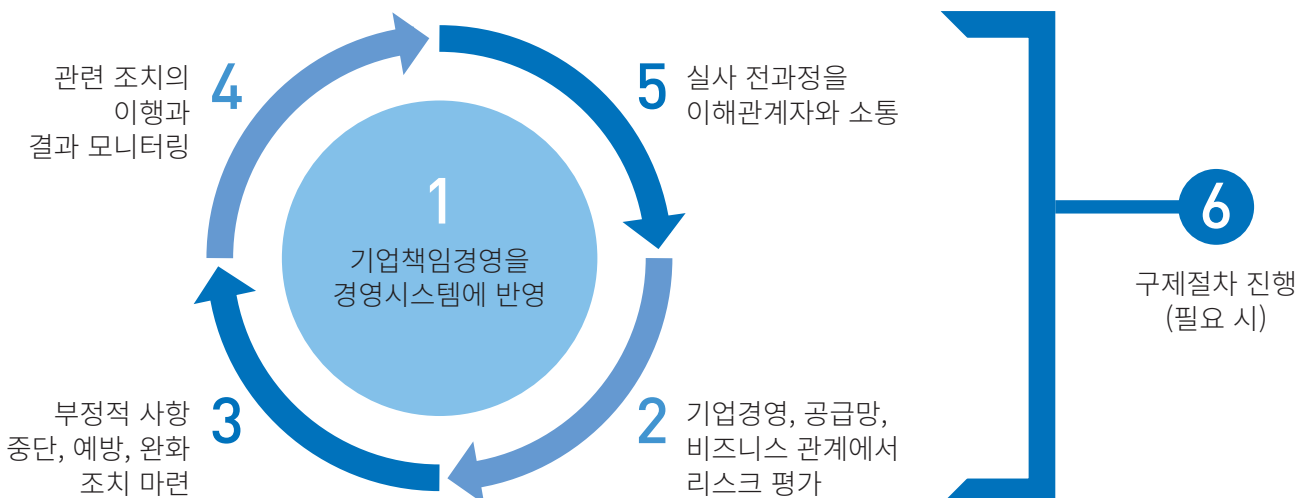 1
기업책임경영을
경영시스템에 반영
2
기업경영, 공급망,
비즈니스 관계에서
리스크 평가
3
부정적 사항
중단, 예방, 완화
조치 마련
4
관련 조치의
이행과
결과 모니터링
5
실사 전과정을
이해관계자와 소통
6
구제절차 진행
(필요 시)